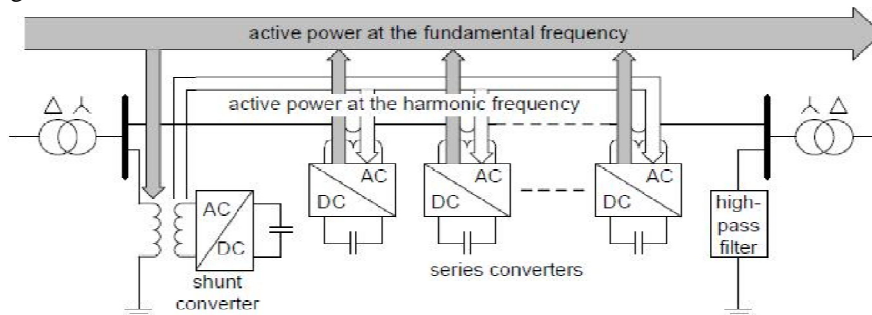 active power at the fundamental frequency
active power at the harmonic frequency
AC
DC
AC
DC
AC
DC
AC
DC
high-
pass
filter
shunt
converter
series converters